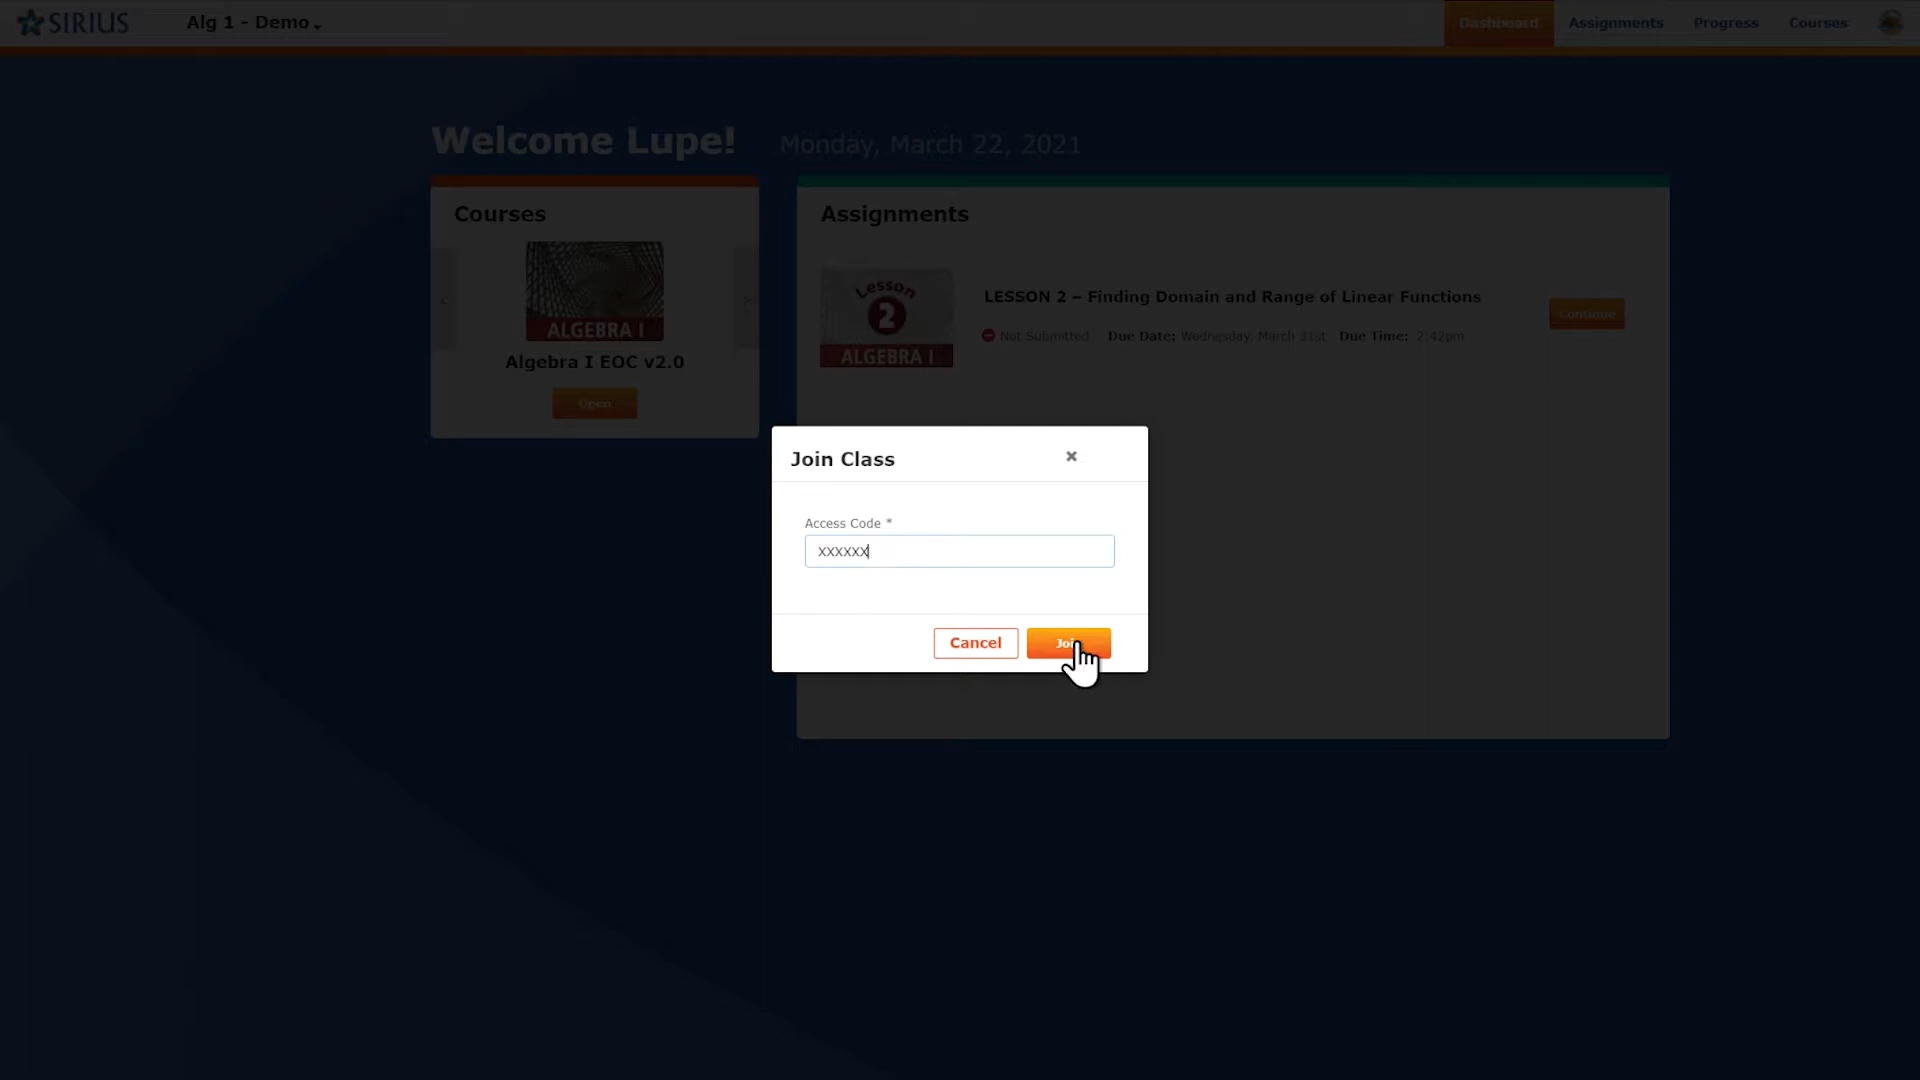 SIRIUS
Alg 1 - Demo
Dashboard
Assignments
Progress
Courses
Welcome Lupe!
Monday, March 22, 2021
Courses
ALGEBRA I
Algebra I EOC v2.0
Open
Assignments
Lesson
2
ALGEBRA I
LESSON 2 – Finding Domain and Range of Linear Functions
Not Submitted Due Date: Wednesday, March 31st Due Time: 2:42pm
Continue
Join Class
×
Access Code *
XXXXXX
Cancel